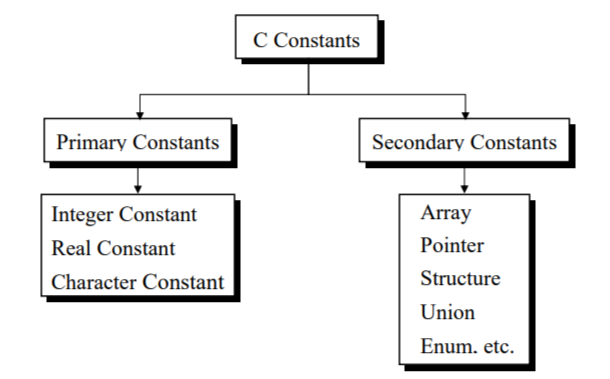 C Constants
Primary Constants
Secondary Constants
Integer Constant
Real Constant
Character Constant
Array
Pointer
Structure
Union
Enum. etc.